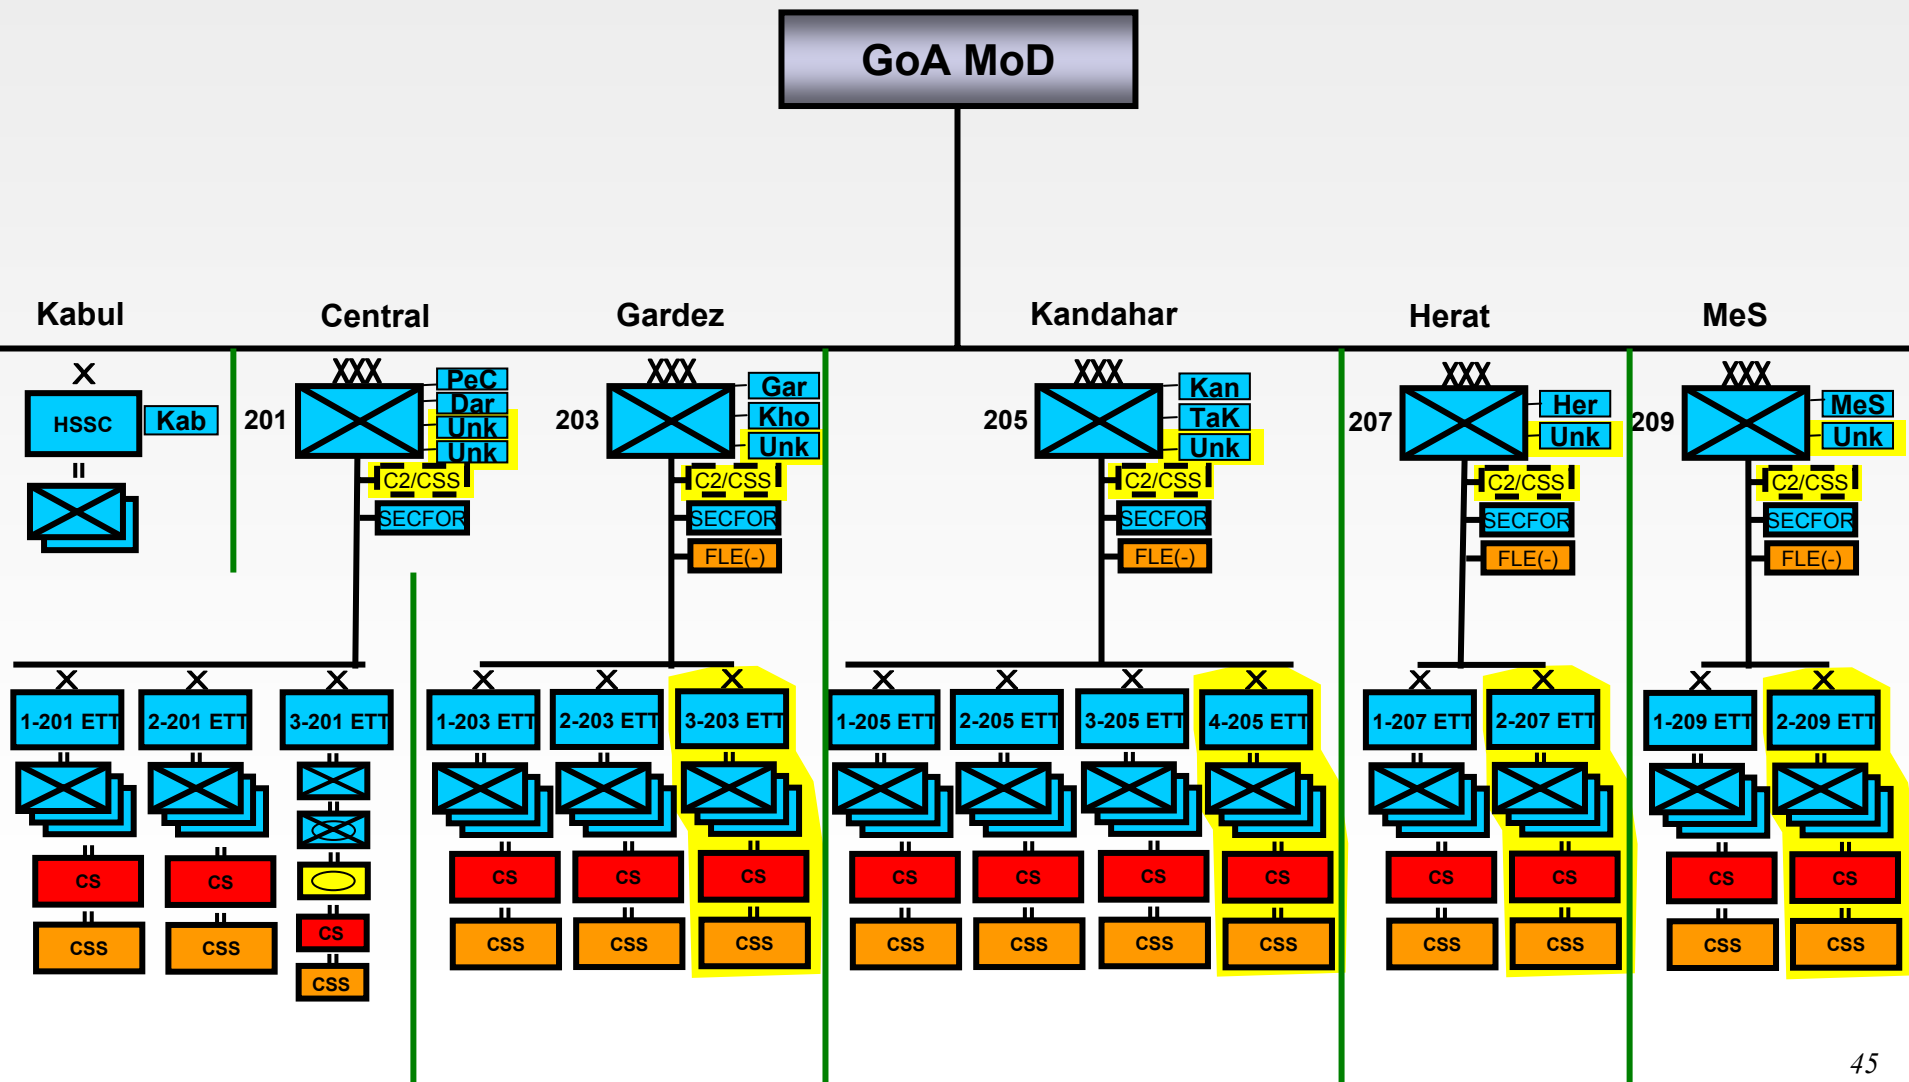 GoA MoD
Kabul
Central
Gardez
Kandahar
Herat
MeS
X
HSSC
Kab
201
XXX
PeC
Dar
Unk
Unk
C2/CSS
SECFOR
203
XXX
Gar
Kho
Unk
C2/CSS
SECFOR
FLE(-)
205
XXX
Kan
TaK
Unk
C2/CSS
SECFOR
FLE(-)
207
XXX
Her
Unk
C2/CSS
SECFOR
FLE(-)
209
XXX
MeS
Unk
C2/CSS
SECFOR
FLE(-)
X
1-201 ETT
CS
CSS
X
2-201 ETT
CS
CSS
X
3-201 ETT
CS
CSS
X
1-203 ETT
CS
CSS
X
2-203 ETT
CS
CSS
X
3-203 ETT
CS
CSS
X
1-205 ETT
CS
CSS
X
2-205 ETT
CS
CSS
X
3-205 ETT
CS
CSS
X
4-205 ETT
CS
CSS
X
1-207 ETT
CS
CSS
X
2-207 ETT
CS
CSS
X
1-209 ETT
CS
CSS
X
2-209 ETT
CS
CSS
45